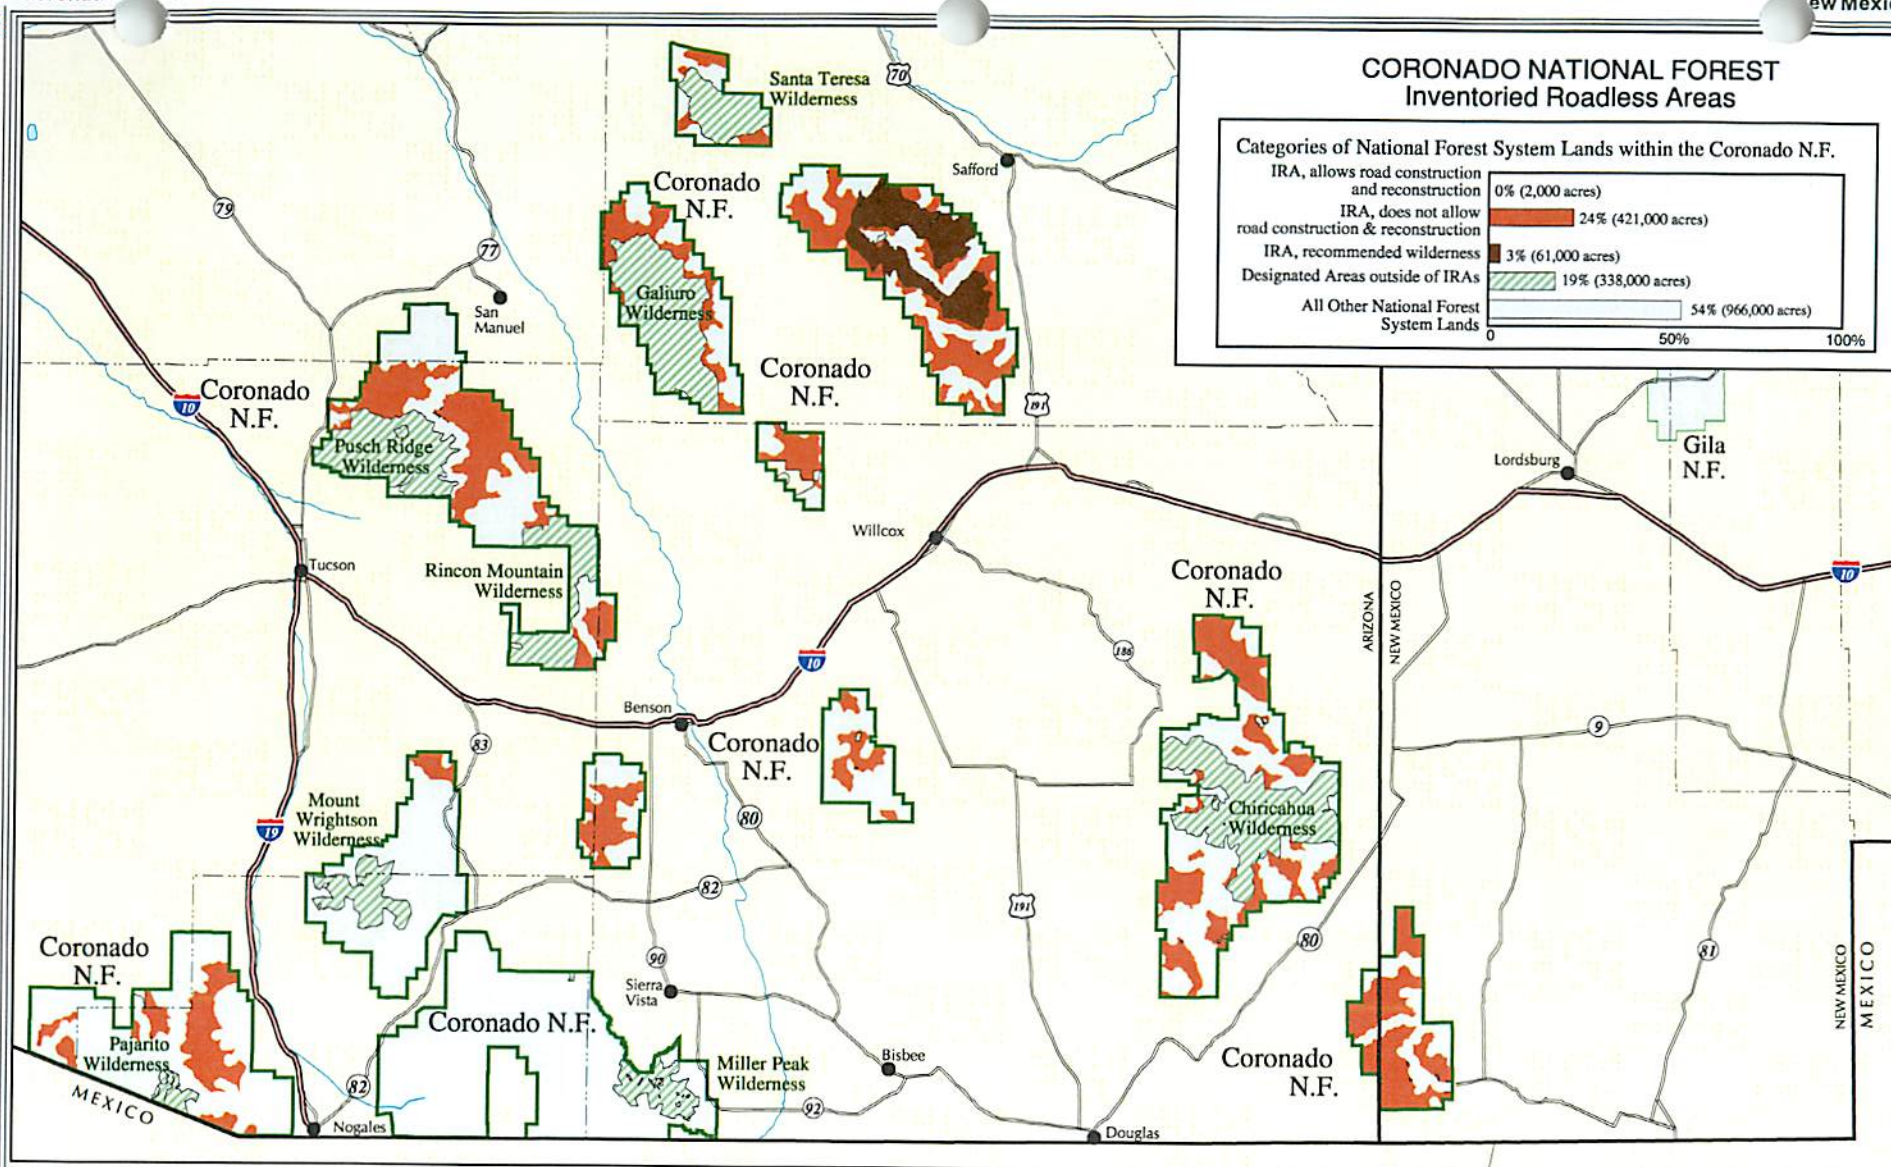 ew Mexi
CORONADO NATIONAL FOREST
Inventoried Roadless Areas
Categories of National Forest System Lands within the Coronado N.F.
IRA, allows road construction
and reconstruction
0% (2,000 acres)
IRA, does not allow
road construction & reconstruction
24% (421,000 acres)
IRA, recommended wilderness
3% (61,000 acres)
Designated Areas outside of IRAs
19% (338,000 acres)
All Other National Forest
System Lands
54% (966,000 acres)
0
50%
100%
Santa Teresa
Wilderness
70
Safford
Coronado
N.F.
79
77
San
Manuel
Galiuro
Wilderness
Coronado
N.F.
10
Coronado
N.F.
191
Pusch Ridge
Wilderness
Gila
N.F.
Lordsburg
Willcox
Tucson
Rincon Mountain
Wilderness
Coronado
N.F.
10
ARIZONA
NEW MEXICO
186
10
Benson
Coronado
N.F.
83
9
Mount
Wrightson
Wilderness
19
80
Chiricahua
Wilderness
82
191
80
81
Coronado
N.F.
90
Sierra
Vista
NEW MEXICO
MEXICO
Coronado N.F.
Pajarito
Wilderness
Miller Peak
Wilderness
Bisbee
Coronado
N.F.
82
92
MEXICO
Nogales
Douglas